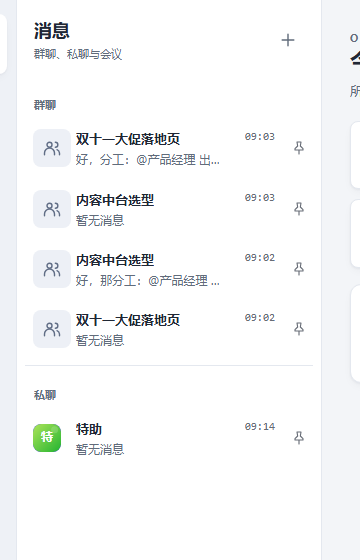 消息
群聊、私聊与会议
群聊
双十一大促落地页 09:03
好，分工：@产品经理 出...
内容中台选型 09:03
暂无消息
内容中台选型 09:02
好，那分工：@产品经理 ...
双十一大促落地页 09:02
暂无消息
私聊
特 特助 09:14
暂无消息